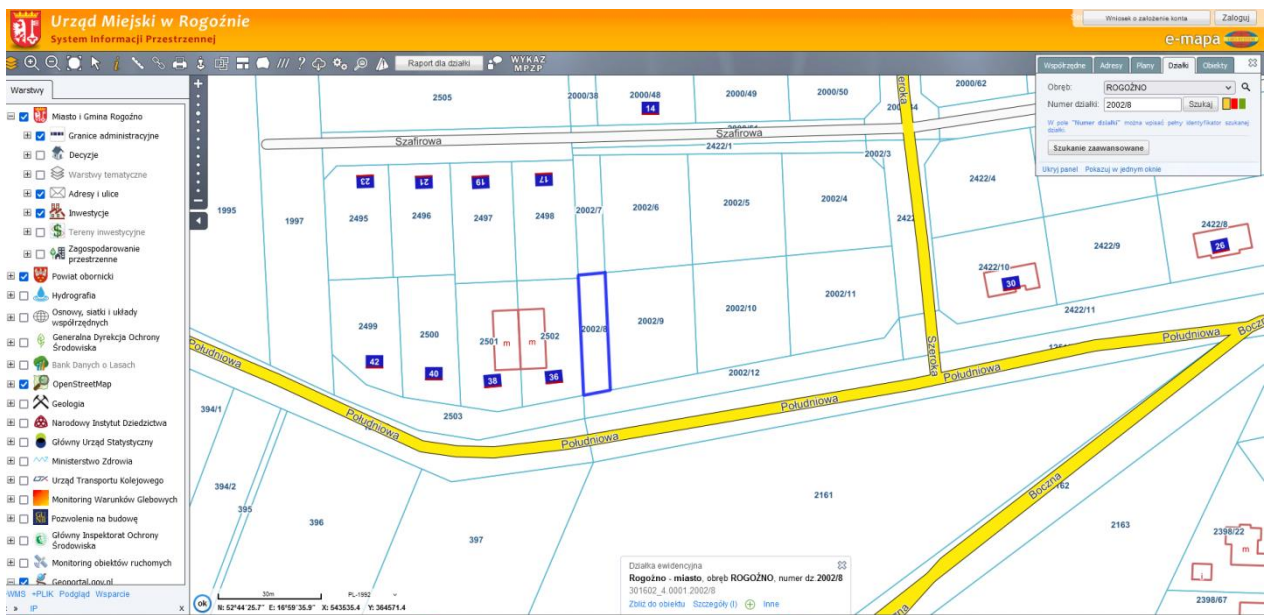 Urząd Miejski w Rogoźnie
System Informacji Przestrzennej
Wniosek o założenie konta
Zaloguj
e-mapa
Raport dla działki
WYKAZ
MPZP
Warstwy
Miasto i Gmina Rogoźno
Granice administracyjne
Decyzje
Warstwy tematyczne
Adresy i ulice
Inwestycje
Tereny inwestycyjne
Zagospodarowanie
przestrzenne
Powiat obornicki
Hydrografia
Osnowy, siatki i układy
współrzędnych
Generalna Dyrekcja Ochrony
Środowiska
Bank Danych o Lasach
OpenStreetMap
Geologia
Narodowy Instytut Dziedzictwa
Główny Urząd Statystyczny
Ministerstwo Zdrowia
Urząd Transportu Kolejowego
Monitoring Warunków Glebowych
Pozwolenia na budowę
Główny Inspektorat Ochrony
Środowiska
Monitoring obiektów ruchomych
Geoportal.gov.pl
WMS +PLIK Podgląd Wsparcie
IP
x
Współrzędne Adresy Plany Działki Obiekty
Obręb: ROGOŹNO
Numer działki: 2002/8 Szukaj
W pole "Numer działki" można wpisać pełny identyfikator szukanej
działki.
Szukanie zaawansowane
Ukryj panel Pokazuj w jednym oknie
2505 2000/38 2000/48 2000/49 2000/50 2000/62
14
Szeroka
Szafirowa
Szafirowa
2422/1
2002/3
2422/4
23 21 19 17
1995 1997 2495 2496 2497 2498 2002/7 2002/6 2002/5 2002/4
2422/8
26
2422/9
2422/10
30
2422/11
2499 2500 2501 m m 2502 2002/8 2002/9 2002/10 2002/11
42 40 38 36
2503
2002/12
Szeroka
Południowa
Południowa
Południowa
Południowa
Południowa
Południowa
Boczna
Boczna
Boczna
394/1
394/2
395
396
397
2161
2163
2398/22
m
i
2398/67
Działka ewidencyjna
Rogoźno - miasto, obręb ROGOŹNO, numer dz.2002/8
301602_4.0001.2002/8
Zbliż do obiektu Szczegóły (I) Inne
ok
30m
PL-1992
N: 52°44'25.7" E: 16°59'35.9" X: 543535.4 Y: 364571.4